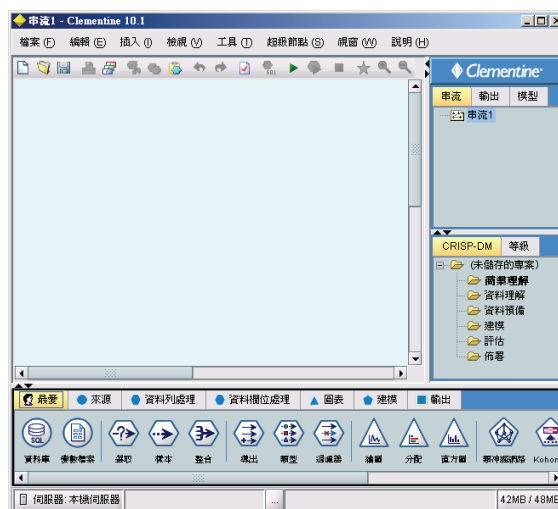 串流1 - Clementine 10.1
檔案 (F) 編輯 (E) 插入 (I) 檢視 (V) 工具 (T) 超級節點 (S) 視窗 (W) 說明 (H)
SQL
Clementine
串流 輸出 模型
串流1
CRISP-DM 等級
(未儲存的專案)
商業理解
資料理解
資料預備
建模
評估
佈署
最愛 來源 資料列處理 資料欄位處理 圖表 建模 輸出
SQL
資料庫 變數檔案 選取 樣本 整合 導出 類型 過濾器 繪圖 分配 直方圖 類神經網路 Kohon
伺服器: 本機伺服器 ... 42MB / 48ME